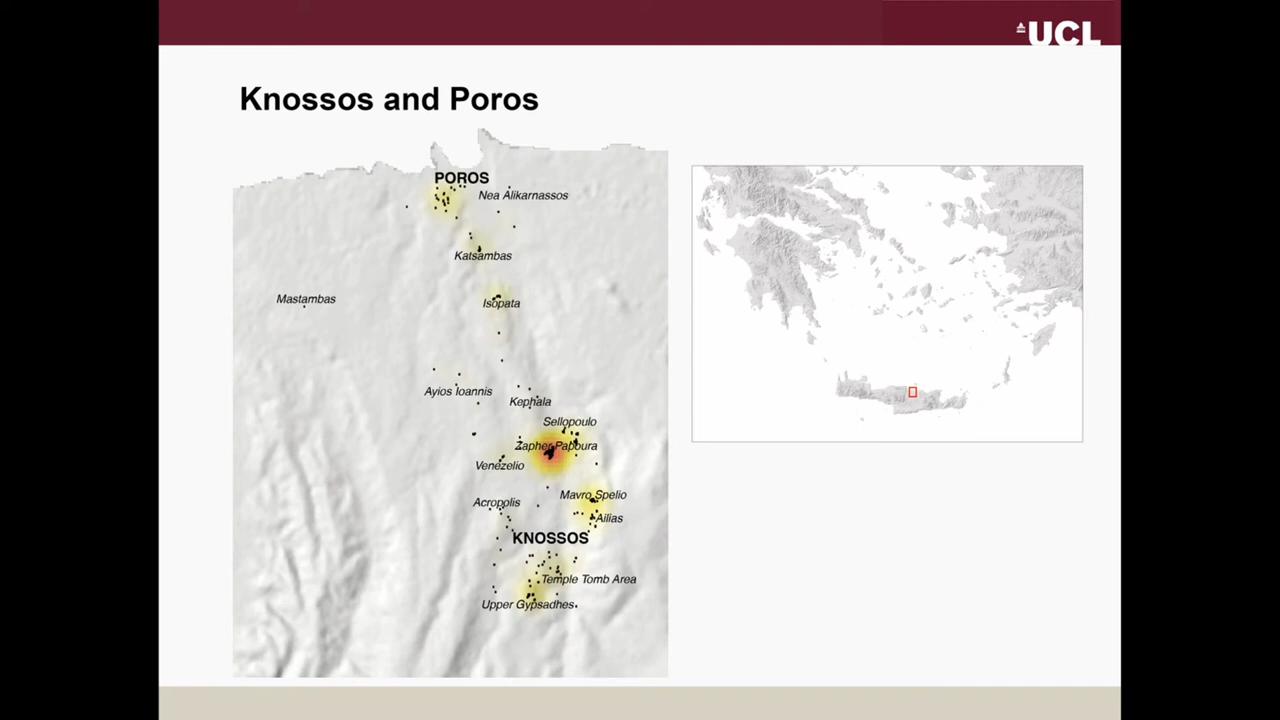 UCL
Knossos and Poros
POROS
Nea Alikarnassos
Katsambas
Mastambas
Isopata
Ayios Ioannis
Kephala
Sellopoulo
Zapher Papoura
Venezelio
Mavro Spelio
Acropolis
Ailias
KNOSSOS
Temple Tomb Area
Upper Gypsadhes